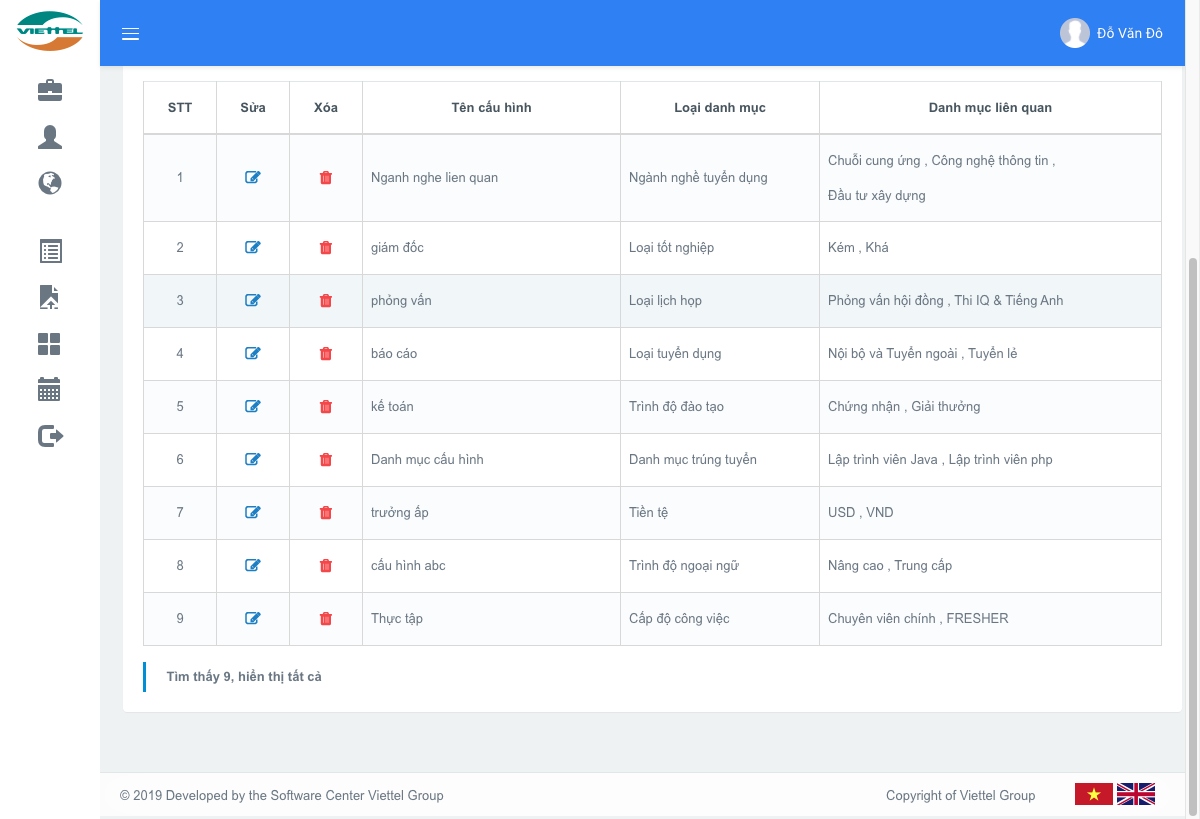 VIETTEL
Đỗ Văn Đô
STT Sửa Xóa Tên cấu hình Loại danh mục Danh mục liên quan
1 Nganh nghe lien quan Ngành nghề tuyển dụng Chuỗi cung ứng , Công nghệ thông tin ,
Đầu tư xây dựng
2 giám đốc Loại tốt nghiệp Kém , Khá
3 phỏng vấn Loại lịch họp Phỏng vấn hội đồng , Thi IQ & Tiếng Anh
4 báo cáo Loại tuyển dụng Nội bộ và Tuyển ngoài , Tuyển lẻ
5 kế toán Trình độ đào tạo Chứng nhận , Giải thưởng
6 Danh mục cấu hình Danh mục trúng tuyển Lập trình viên Java , Lập trình viên php
7 trưởng ấp Tiền tệ USD , VND
8 cấu hình abc Trình độ ngoại ngữ Nâng cao , Trung cấp
9 Thực tập Cấp độ công việc Chuyên viên chính , FRESHER
Tìm thấy 9, hiển thị tất cả
© 2019 Developed by the Software Center Viettel Group
Copyright of Viettel Group